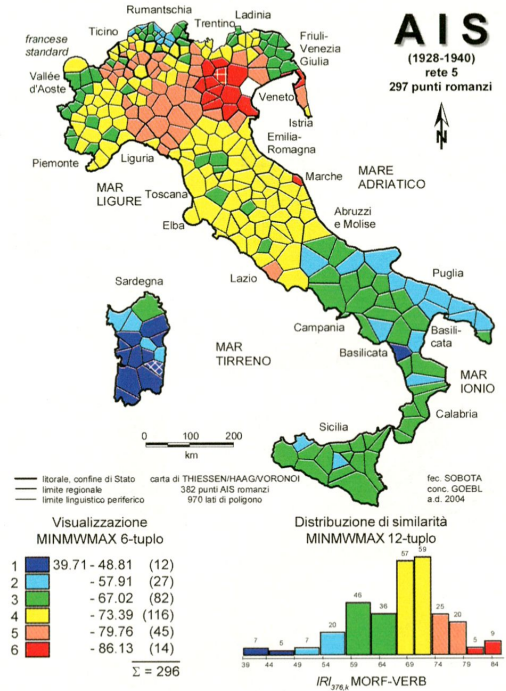 Rumantschia
Ladinia
Trentino
Ticino
francese
standard
Friuli-
Venezia
Giulia
Vallée
d'Aoste
Veneto
Istria
Emilia-
Romagna
Piemonte
Liguria
MAR
LIGURE
Marche
MARE
ADRIATICO
Toscana
Elba
Abruzzi
e Molise
Lazio
Sardegna
Puglia
Campania
Basili-
cata
Basilicata
MAR
TIRRENO
MAR
IONIO
Calabria
Sicilia
AIS
(1928-1940)
rete 5
297 punti romanzi
N
0 100 200
km
litorale, confine di Stato
limite regionale
limite linguistico periferico
carta di THIESSEN/HAAG/VORONOI
382 punti AIS romanzi
970 lati di poligono
fec. SOBOTA
conc. GOEBL
a.d. 2004
Visualizzazione
MINMWMAX 6-tuplo
1 39.71 - 48.81 (12)
2 - 57.91 (27)
3 - 67.02 (82)
4 - 73.39 (116)
5 - 79.76 (45)
6 - 86.13 (14)
Σ = 296
Distribuzione di similarità
MINMWMAX 12-tuplo
7 5 7 20 46 36 57 59 25 20 5 9
39 44 49 54 59 64 69 74 79 84
IRI376,k MORF-VERB